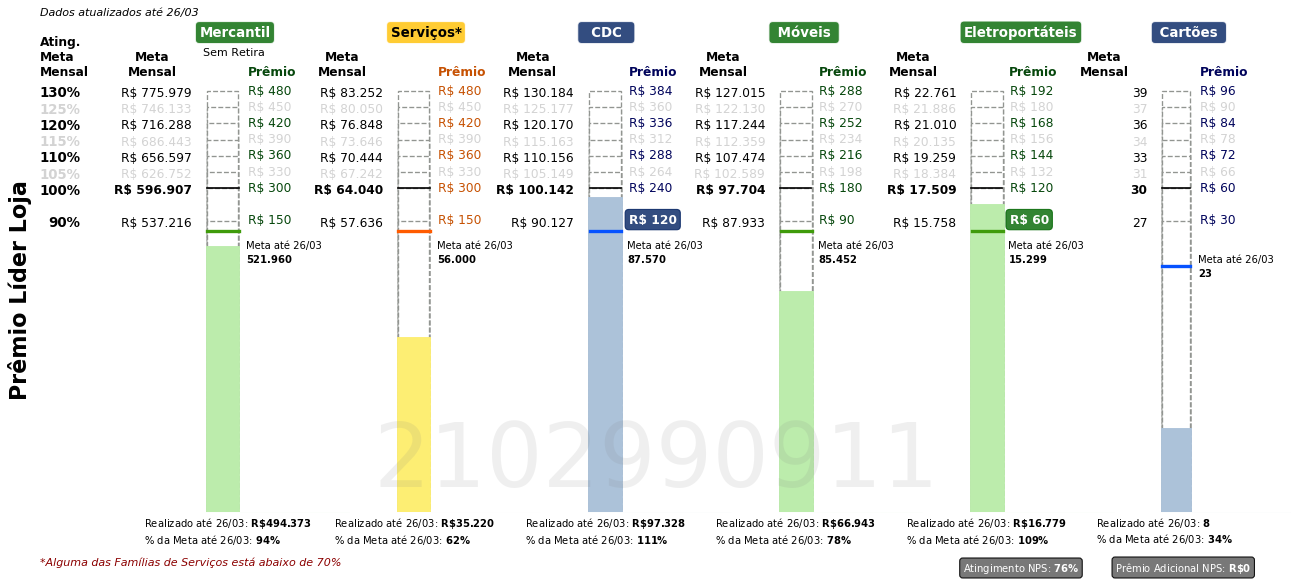 Dados atualizados até 26/03
Mercantil Serviços* CDC Móveis Eletroportáteis Cartões
Sem Retira
Ating. Meta Mensal
Meta Mensal Prêmio Meta Mensal Prêmio Meta Mensal Prêmio Meta Mensal Prêmio Meta Mensal Prêmio Meta Mensal Prêmio
130% R$ 775.979 R$ 480 R$ 83.252 R$ 480 R$ 130.184 R$ 384 R$ 127.015 R$ 288 R$ 22.761 R$ 192 39 R$ 96
125% R$ 746.133 R$ 450 R$ 80.050 R$ 450 R$ 125.177 R$ 360 R$ 122.130 R$ 270 R$ 21.886 R$ 180 37 R$ 90
120% R$ 716.288 R$ 420 R$ 76.848 R$ 420 R$ 120.170 R$ 336 R$ 117.244 R$ 252 R$ 21.010 R$ 168 36 R$ 84
115% R$ 686.443 R$ 390 R$ 73.646 R$ 390 R$ 115.163 R$ 312 R$ 112.359 R$ 234 R$ 20.135 R$ 156 34 R$ 78
110% R$ 656.597 R$ 360 R$ 70.444 R$ 360 R$ 110.156 R$ 288 R$ 107.474 R$ 216 R$ 19.259 R$ 144 33 R$ 72
105% R$ 626.752 R$ 330 R$ 67.242 R$ 330 R$ 105.149 R$ 264 R$ 102.589 R$ 198 R$ 18.384 R$ 132 31 R$ 66
100% R$ 596.907 R$ 300 R$ 64.040 R$ 300 R$ 100.142 R$ 240 R$ 97.704 R$ 180 R$ 17.509 R$ 120 30 R$ 60
90% R$ 537.216 R$ 150 R$ 57.636 R$ 150 R$ 90.127 R$ 120 R$ 87.933 R$ 90 R$ 15.758 R$ 60 27 R$ 30
Meta até 26/03 Meta até 26/03 Meta até 26/03 Meta até 26/03 Meta até 26/03 Meta até 26/03
521.960 56.000 87.570 85.452 15.299 23
Prêmio Líder Loja
2102990911
Realizado até 26/03: R$494.373 Realizado até 26/03: R$35.220 Realizado até 26/03: R$97.328 Realizado até 26/03: R$66.943 Realizado até 26/03: R$16.779 Realizado até 26/03: 8
% da Meta até 26/03: 94% % da Meta até 26/03: 62% % da Meta até 26/03: 111% % da Meta até 26/03: 78% % da Meta até 26/03: 109% % da Meta até 26/03: 34%
*Alguma das Famílias de Serviços está abaixo de 70%
Atingimento NPS: 76% Prêmio Adicional NPS: R$0